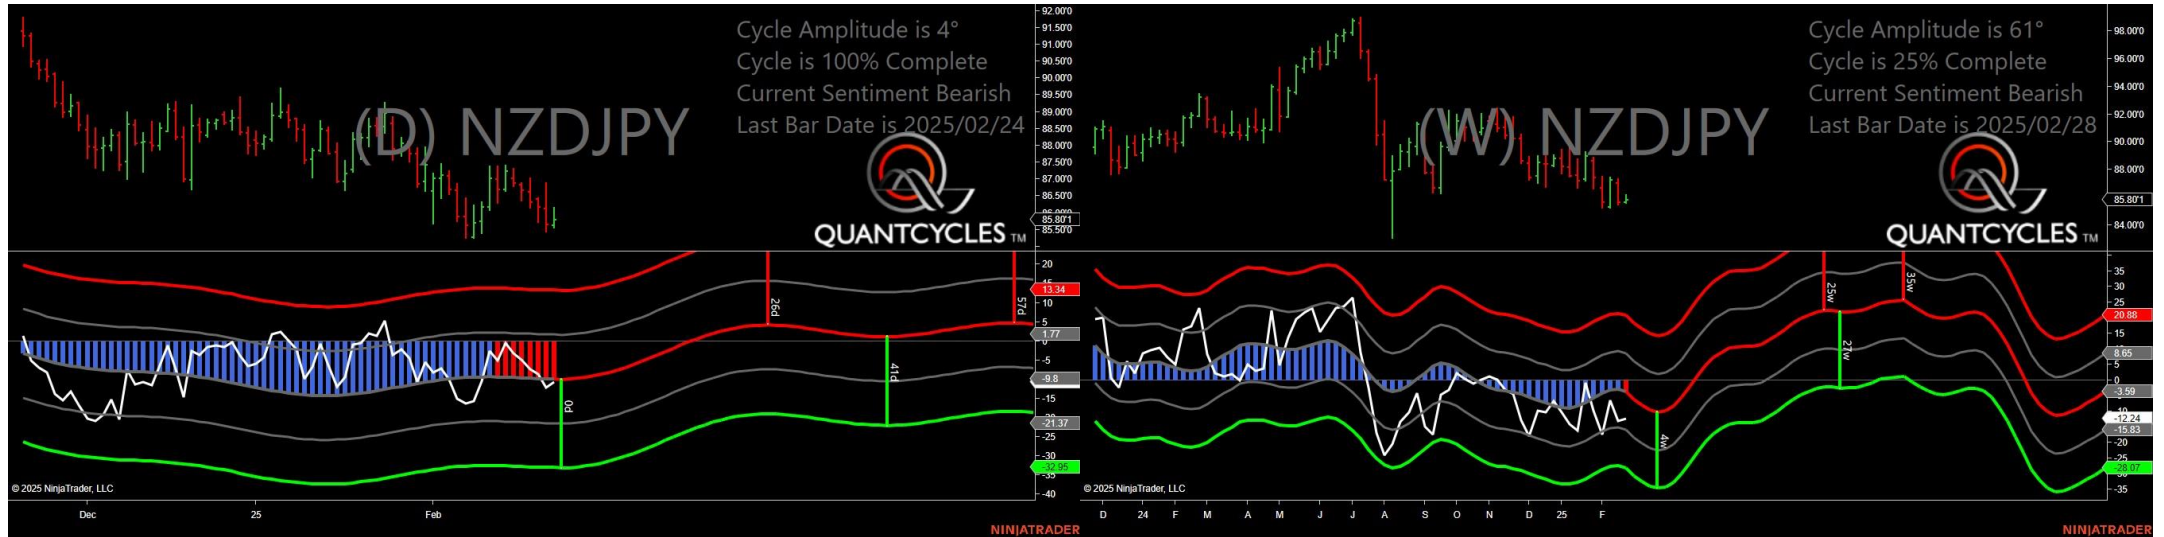 Cycle Amplitude is 4°
Cycle is 100% Complete
Current Sentiment Bearish
Last Bar Date is 2025/02/24
(D) NZDJPY
QUANTCYCLES TM
92.00'0
91.50'0
91.00'0
90.50'0
90.00'0
89.50'0
89.00'0
88.50'0
88.00'0
87.50'0
87.00'0
86.50'0
85.80'1
85.50'0
20
13.34
10
5
1.77
-5
-9.8
-15
-21.37
-25
-30
-32.95
-40
26d
57d
41d
0d
© 2025 NinjaTrader, LLC
Dec
25
Feb
NINJATRADER
Cycle Amplitude is 61°
Cycle is 25% Complete
Current Sentiment Bearish
Last Bar Date is 2025/02/28
(W) NZDJPY
QUANTCYCLES TM
98.00'0
96.00'0
94.00'0
92.00'0
90.00'0
88.00'0
85.80'1
84.00'0
35
30
25
20.88
15
8.65
5
0
-3.59
-12.24
-15.83
-20
-25
-28.07
-35
25w
35w
27w
4w
© 2025 NinjaTrader, LLC
D
24
F
M
A
M
J
J
A
S
O
N
D
25
F
NINJATRADER